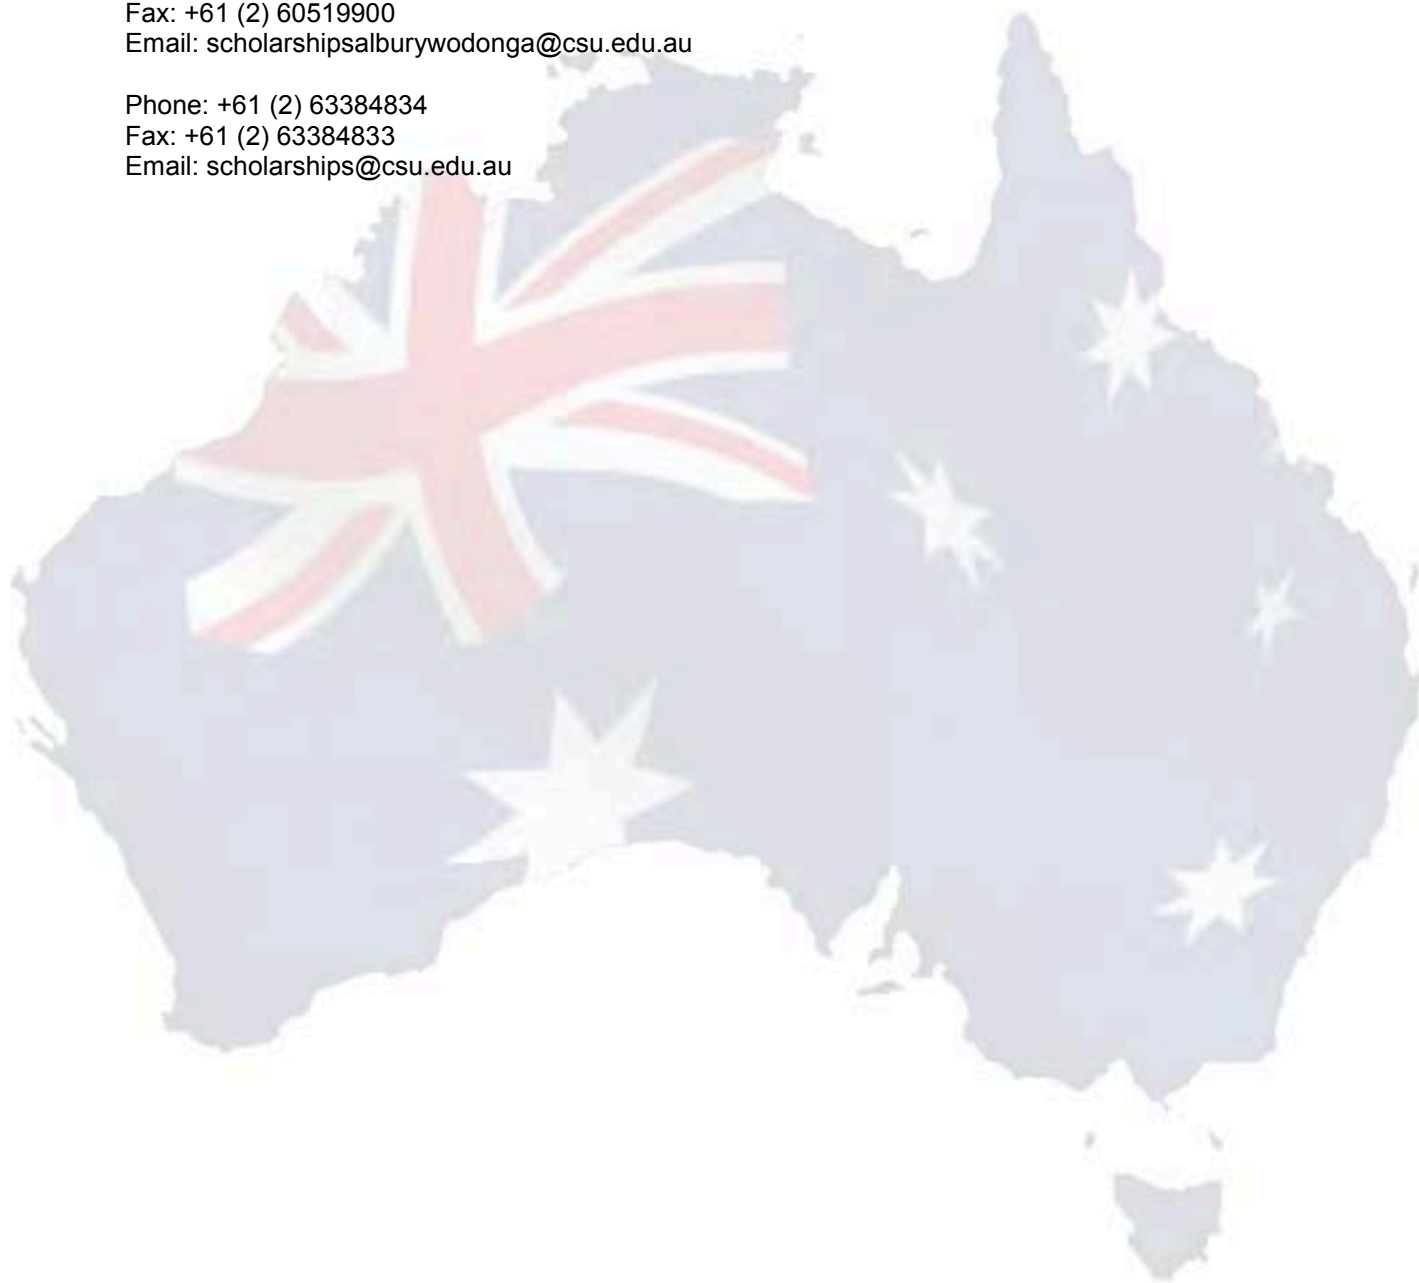 Fax: +61 (2) 60519900
Email: scholarshipsalburywodonga@csu.edu.au
Phone: +61 (2) 63384834
Fax: +61 (2) 63384833
Email: scholarships@csu.edu.au